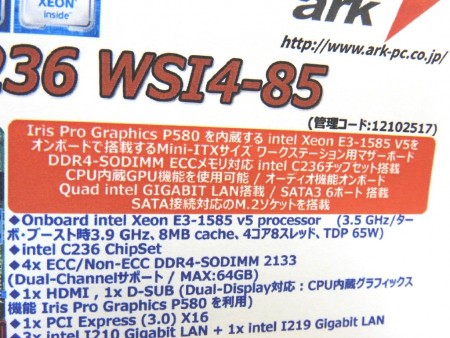 XEON
inside
ark
http://www.ark-pc.co.jp/
C236 WSI4-85
(管理コード:12102517)
Iris Pro Graphics P580 を内蔵する intel Xeon E3-1585 V5を
オンボードで搭載するMini-ITXサイズ ワークステーション用マザーボード
DDR4-SODIMM ECCメモリ対応 intel C236チップセット搭載
CPU内蔵GPU機能を使用可能 / オーディオ機能オンボード
Quad intel GIGABIT LAN搭載 / SATA3 6ポート 搭載
SATA接続対応のM.2ソケットを搭載
◆Onboard intel Xeon E3-1585 v5 processor (3.5 GHz/ター
ボ・ブースト時3.9 GHz, 8MB cache, 4コア8スレッド, TDP 65W)
◆intel C236 ChipSet
◆4x ECC/Non-ECC DDR4-SODIMM 2133
(Dual-Channelサポート / MAX:64GB)
◆1x HDMI , 1x D-SUB (Dual-Display対応：CPU内蔵グラフィックス
機能 Iris Pro Graphics P580 を利用)
◆1x PCI Express (3.0) X16
◆3x intel I210 Gigabit LAN + 1x intel I219 Gigabit LAN